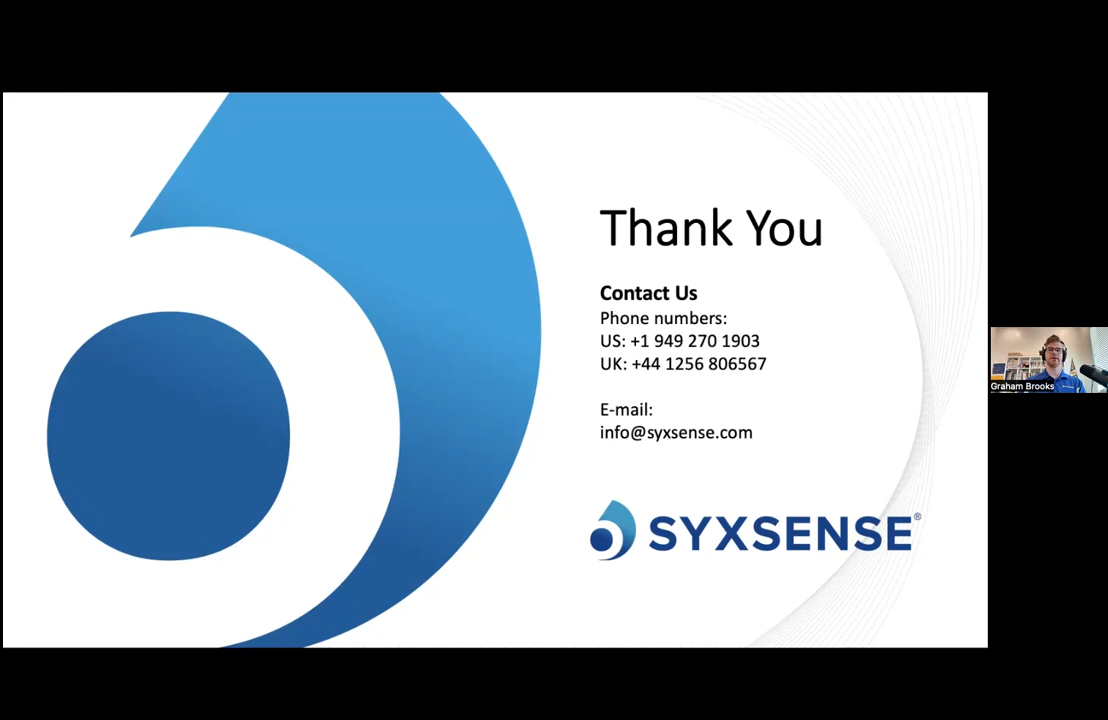 Thank You
Contact Us
Phone numbers:
US: +1 949 270 1903
UK: +44 1256 806567
E-mail:
info@syxsense.com
SYXSENSE®
Graham Brooks